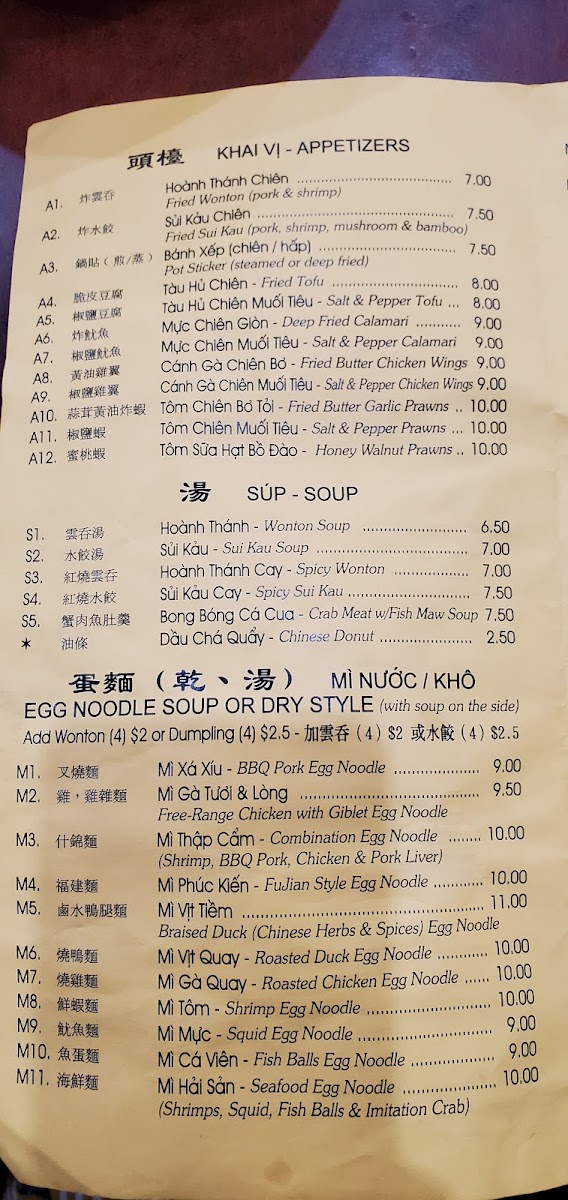 頭檯 KHAI VỊ - APPETIZERS
A1. 炸雲吞 Hoành Thánh Chiên ........ 7.00
Fried Wonton (pork & shrimp)
A2. 炸水餃 Sủi Kảu Chiên ........ 7.50
Fried Sui Kau (pork, shrimp, mushroom & bamboo)
A3. 鍋貼（煎/蒸） Bánh Xếp (chiên / hấp) ........ 7.50
Pot Sticker (steamed or deep fried)
A4. 脆皮豆腐 Tàu Hủ Chiên - Fried Tofu ........ 8.00
A5. 椒鹽豆腐 Tàu Hủ Chiên Muối Tiêu - Salt & Pepper Tofu ... 8.00
A6. 炸魷魚 Mực Chiên Giòn - Deep Fried Calamari ........ 9.00
A7. 椒鹽魷魚 Mực Chiên Muối Tiêu - Salt & Pepper Calamari 9.00
A8. 黃油雞翼 Cánh Gà Chiên Bơ - Fried Butter Chicken Wings 9.00
A9. 椒鹽雞翼 Cánh Gà Chiên Muối Tiêu - Salt & Pepper Chicken Wings 9.00
A10. 蒜茸黃油炸蝦 Tôm Chiên Bơ Tỏi - Fried Butter Garlic Prawns .. 10.00
A11. 椒鹽蝦 Tôm Chiên Muối Tiêu - Salt & Pepper Prawns ... 10.00
A12. 蜜桃蝦 Tôm Sữa Hạt Bồ Đào - Honey Walnut Prawns .. 10.00
湯 SÚP - SOUP
S1. 雲吞湯 Hoành Thánh - Wonton Soup ........ 6.50
S2. 水餃湯 Sủi Kảu - Sui Kau Soup ........ 7.00
S3. 紅燒雲吞 Hoành Thánh Cay - Spicy Wonton ........ 7.00
S4. 紅燒水餃 Sủi Kảu Cay - Spicy Sui Kau ........ 7.50
S5. 蟹肉魚肚羹 Bong Bóng Cá Cua - Crab Meat w/Fish Maw Soup 7.50
✶ 油條 Dầu Chá Quẩy - Chinese Donut ........ 2.50
蛋麵（乾、湯） MÌ NƯỚC / KHÔ
EGG NOODLE SOUP OR DRY STYLE (with soup on the side)
Add Wonton (4) $2 or Dumpling (4) $2.5 - 加雲吞 (4) $2 或水餃 (4) $2.5
M1. 叉燒麵 Mì Xá Xíu - BBQ Pork Egg Noodle ........ 9.00
M2. 雞，雞雜麵 Mì Gà Tươi & Lòng ........ 9.50
Free-Range Chicken with Giblet Egg Noodle
M3. 什錦麵 Mì Thập Cẩm - Combination Egg Noodle ........ 10.00
(Shrimp, BBQ Pork, Chicken & Pork Liver)
M4. 福建麵 Mì Phúc Kiến - FuJian Style Egg Noodle ........ 10.00
M5. 鹵水鴨腿麵 Mì Vịt Tiềm ........ 11.00
Braised Duck (Chinese Herbs & Spices) Egg Noodle
M6. 燒鴨麵 Mì Vịt Quay - Roasted Duck Egg Noodle ........ 10.00
M7. 燒雞麵 Mì Gà Quay - Roasted Chicken Egg Noodle ...... 10.00
M8. 鮮蝦麵 Mì Tôm - Shrimp Egg Noodle ........ 10.00
M9. 魷魚麵 Mì Mực - Squid Egg Noodle ........ 9.00
M10. 魚蛋麵 Mì Cá Viên - Fish Balls Egg Noodle ........ 9.00
M11. 海鮮麵 Mì Hải Sản - Seafood Egg Noodle ........ 10.00
(Shrimps, Squid, Fish Balls & Imitation Crab)